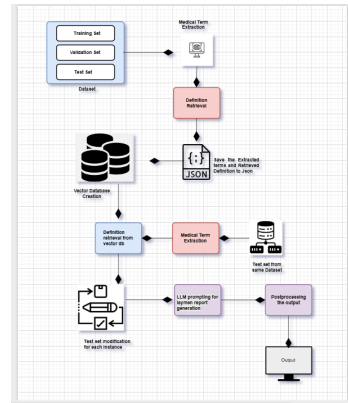 Training Set
Validation Set
Test Set
Dataset
Medical Term
Extraction
Definition
Retrieval
{;}
JSON
Save the Extracted
terms and Retrieved
Definition to Json
Vector Database
Creation
Definition
retrieval from
vector db
Medical Term
Extraction
Test set from
same Dataset
Test set modification
for each instance
LLM prompting for
laymen report
generation
Postprocessing
the output
Output